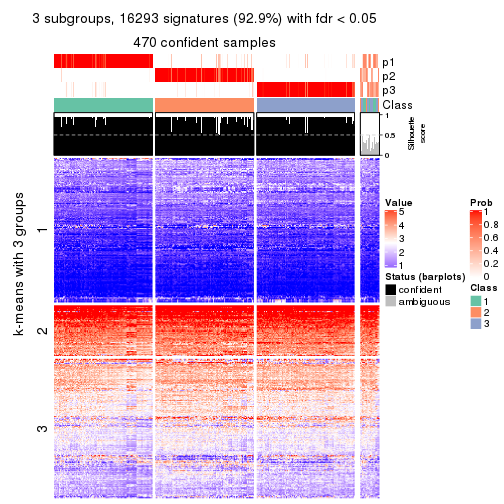 3 subgroups, 16293 signatures (92.9%) with fdr < 0.05
470 confident samples
p1
p2
p3
Class
1
0.5
0
Silhouette
score
k-means with 3 groups
1
2
3
Value
5
4
3
2
1
Status (barplots)
confident
ambiguous
Prob
1
0.8
0.6
0.4
0.2
0
Class
1
2
3